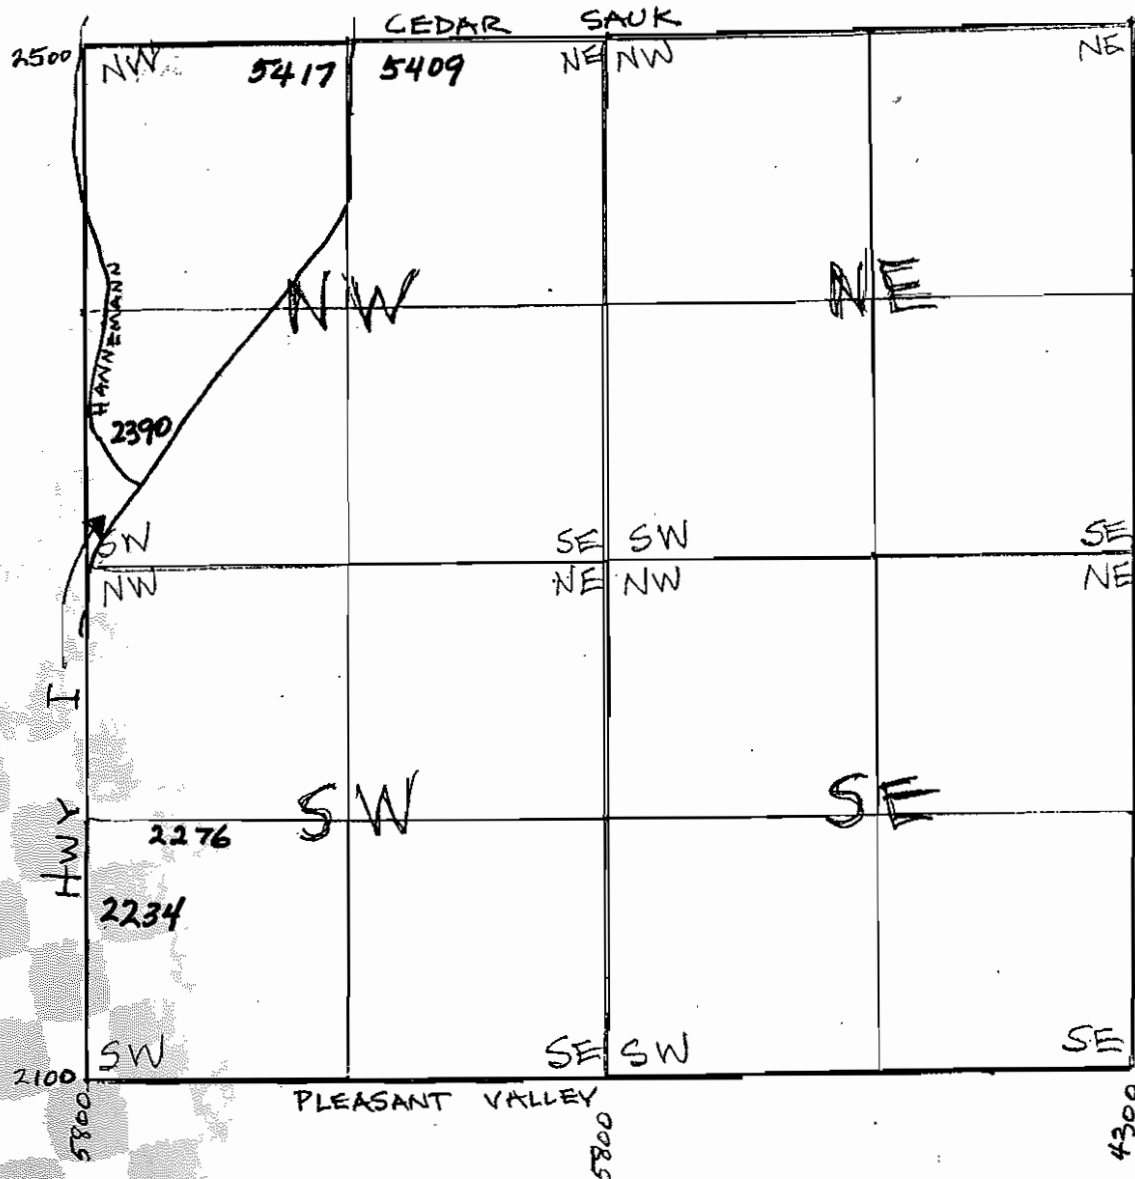 CEDAR SAUK
2500
NW 5417 5409 NE NW NE
HANNEMANN
NW NE
2390
SW SE SW SE
NW NE NW NE
HWY I
SW SE
2276
2234
SW SE SW SE
2100
PLEASANT VALLEY
5800 5800 4300